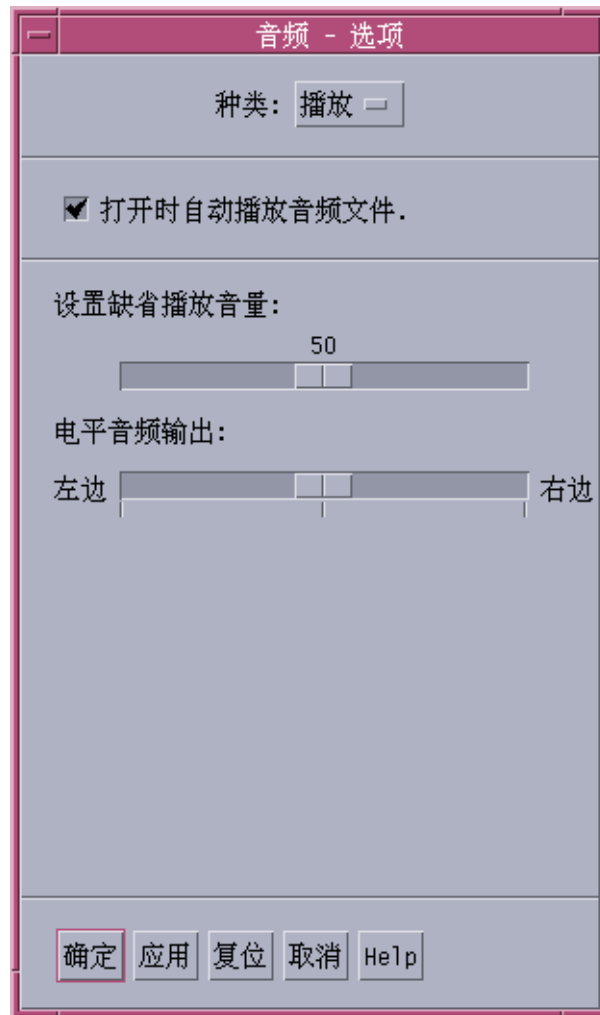 音频 - 选项
种类: 播放
打开时自动播放音频文件.
设置缺省播放音量:
50
电平音频输出:
左边 右边
确定 应用 复位 取消 Help